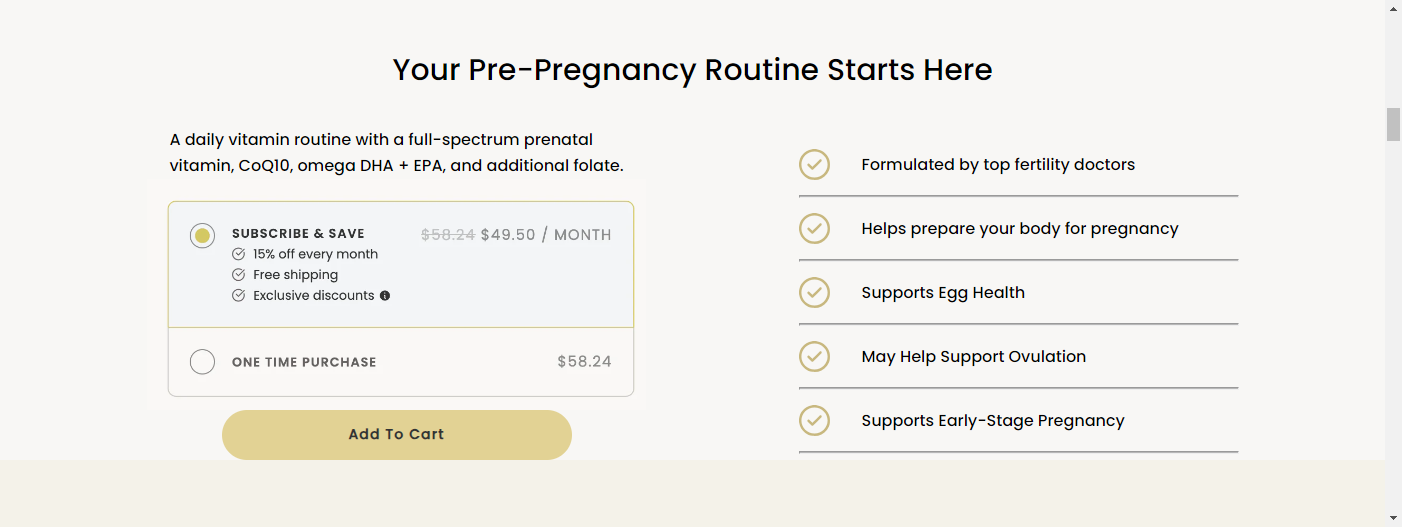 Your Pre-Pregnancy Routine Starts Here
A daily vitamin routine with a full-spectrum prenatal
vitamin, CoQ10, omega DHA + EPA, and additional folate.
SUBSCRIBE & SAVE
$58.24 $49.50 / MONTH
15% off every month
Free shipping
Exclusive discounts
ONE TIME PURCHASE
$58.24
Add To Cart
Formulated by top fertility doctors
Helps prepare your body for pregnancy
Supports Egg Health
May Help Support Ovulation
Supports Early-Stage Pregnancy